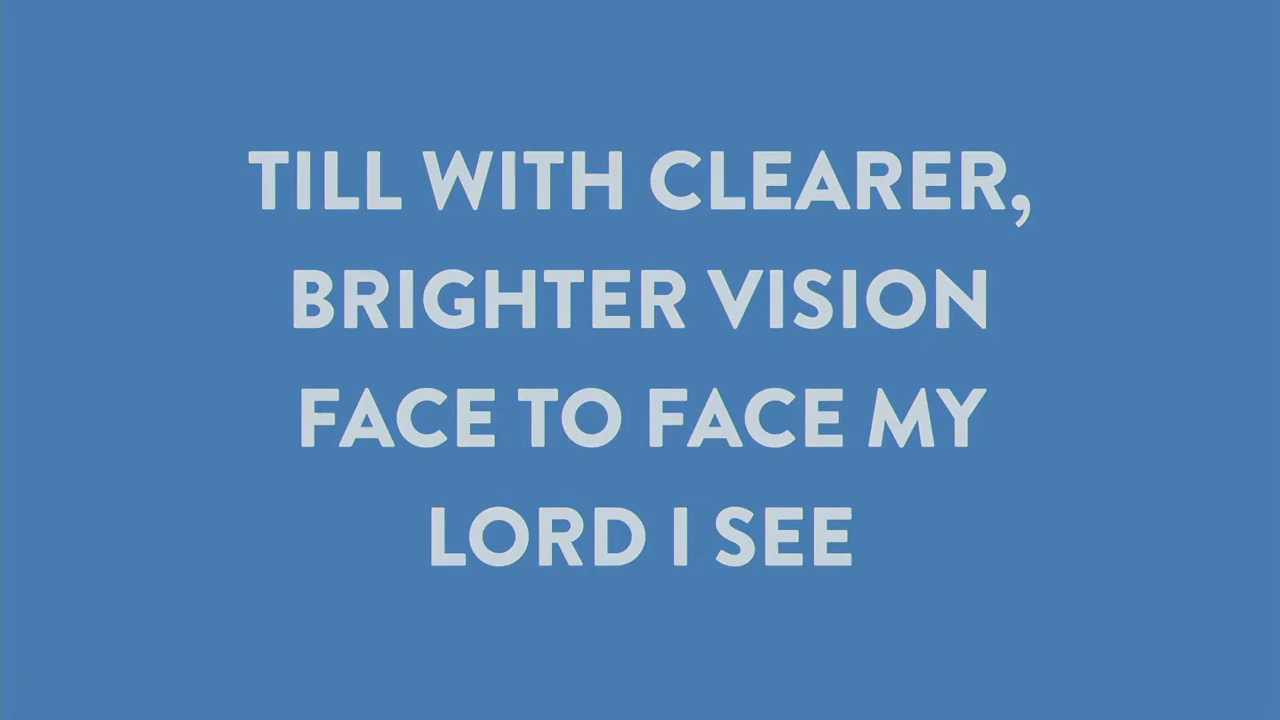 TILL WITH CLEARER,
BRIGHTER VISION
FACE TO FACE MY
LORD I SEE